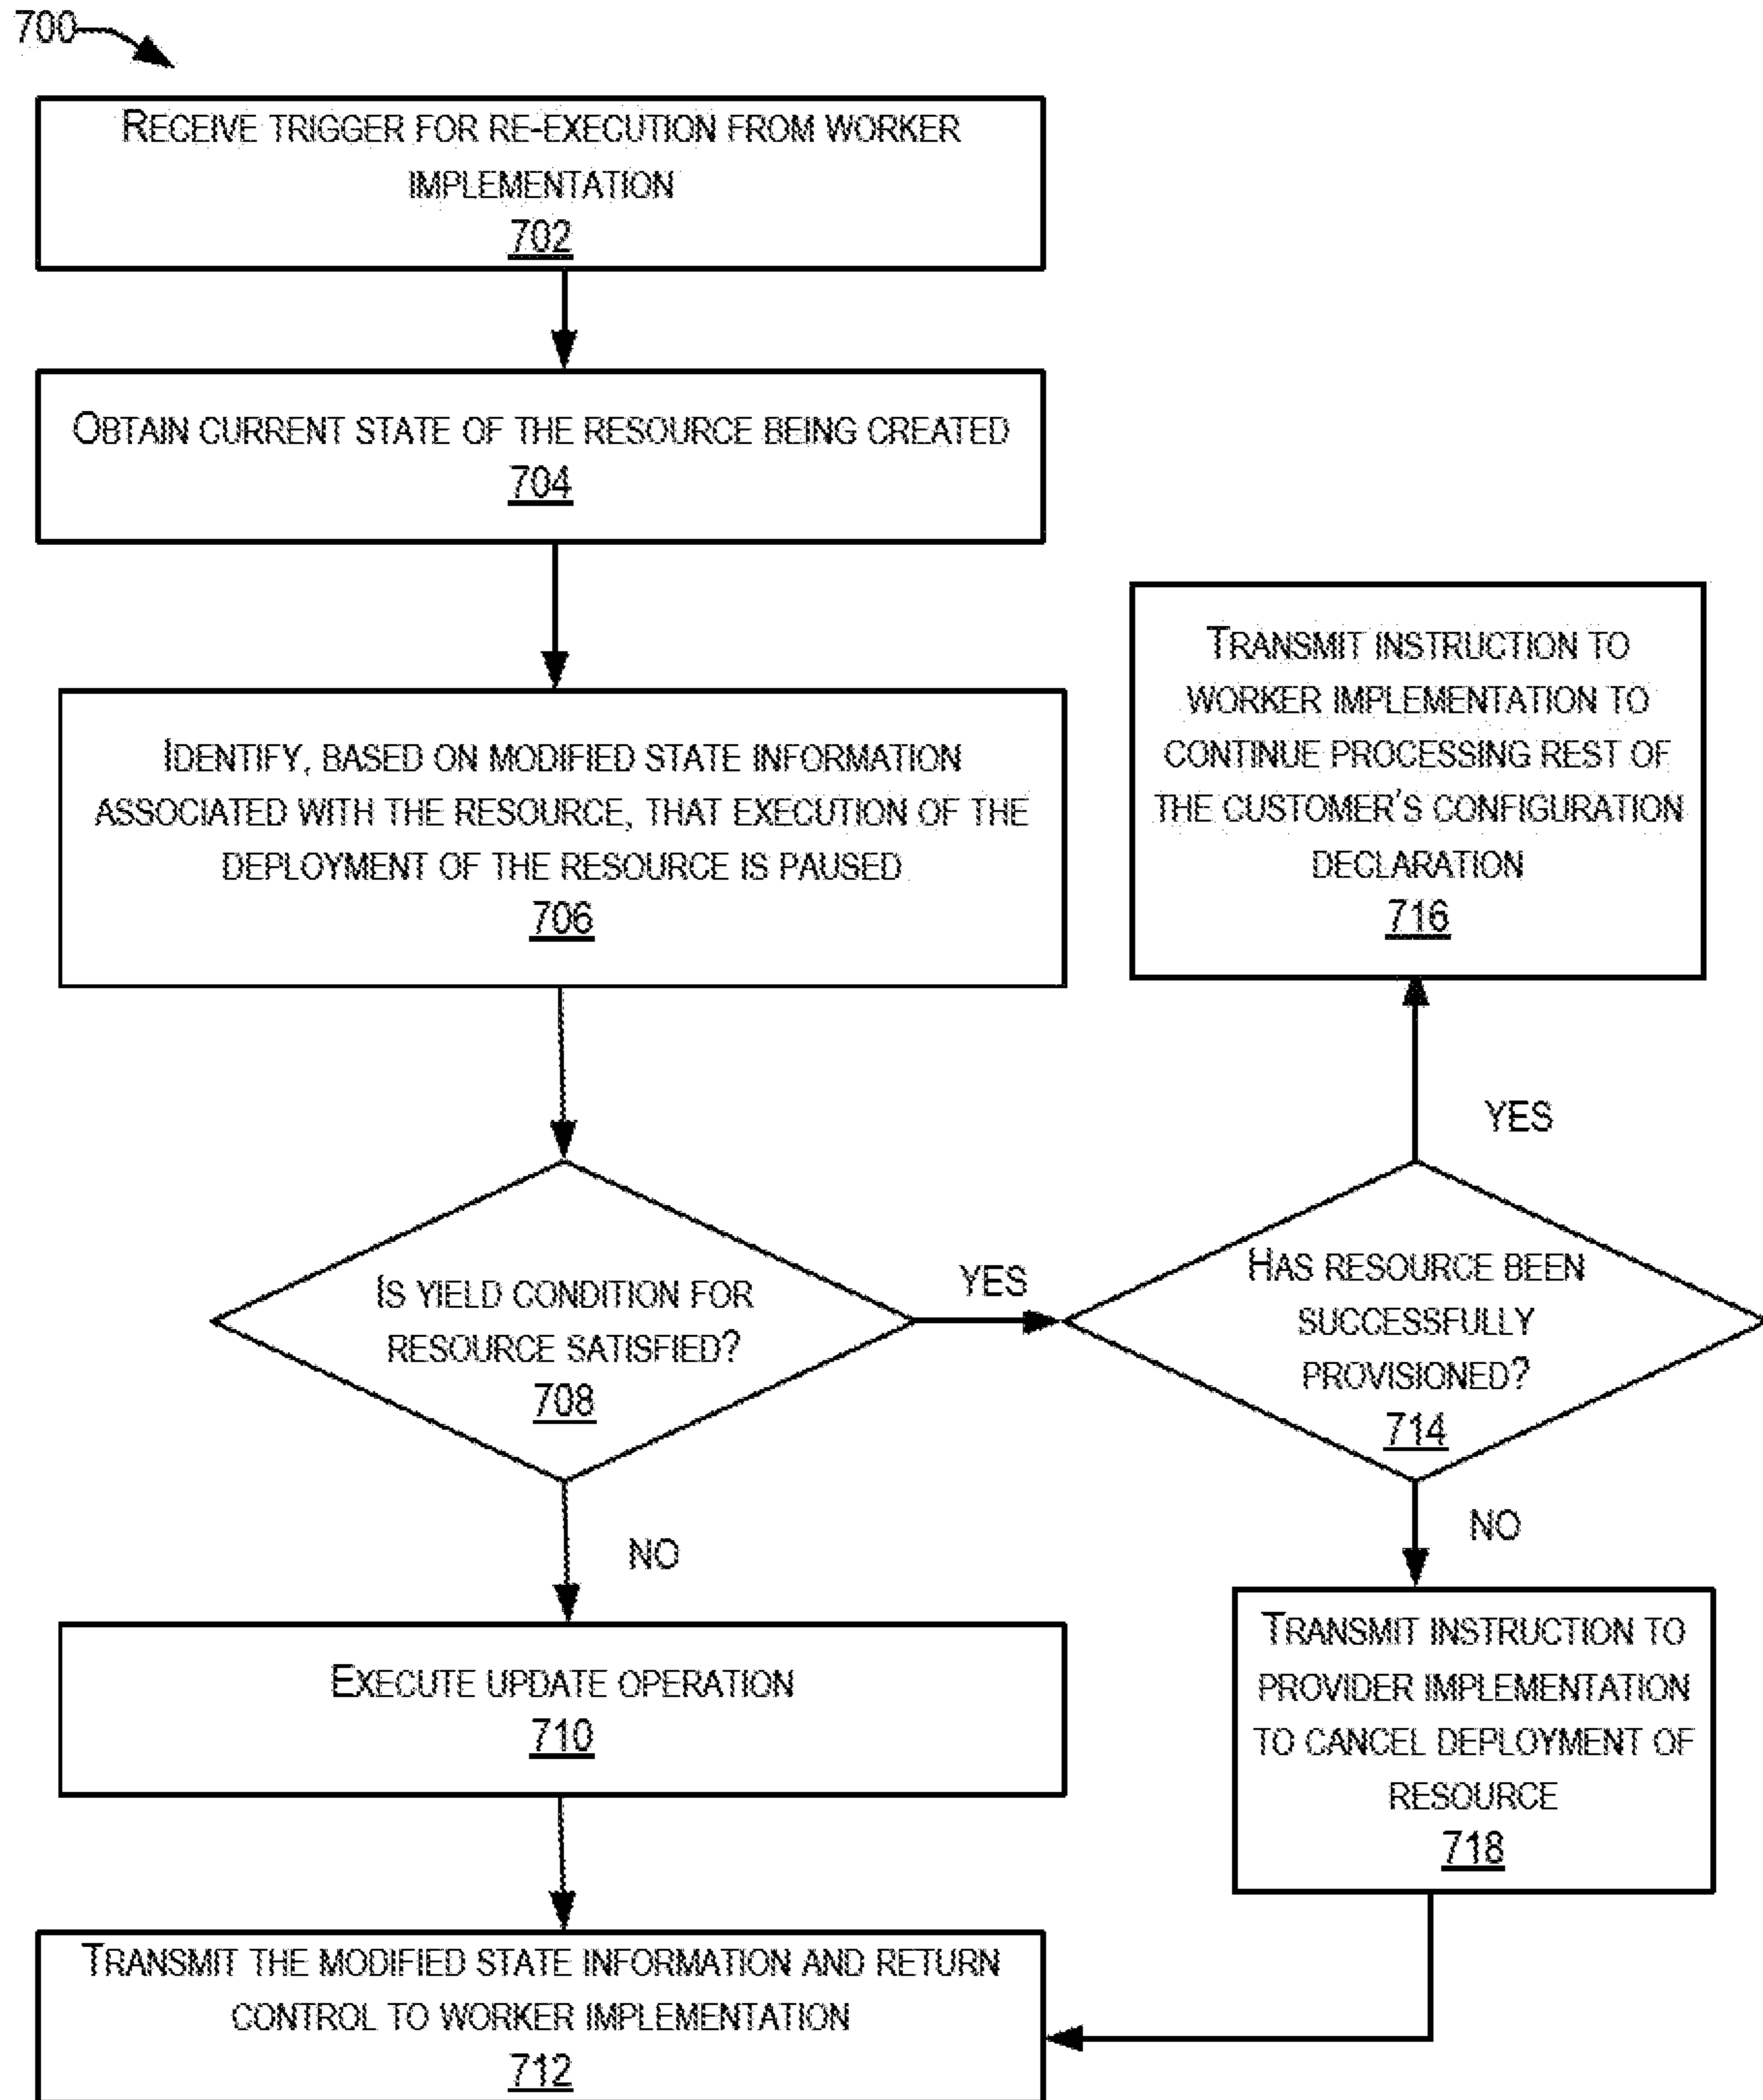 700
RECEIVE TRIGGER FOR RE-EXECUTION FROM WORKER
IMPLEMENTATION
702
OBTAIN CURRENT STATE OF THE RESOURCE BEING CREATED
704
IDENTIFY, BASED ON MODIFIED STATE INFORMATION
ASSOCIATED WITH THE RESOURCE, THAT EXECUTION OF THE
DEPLOYMENT OF THE RESOURCE IS PAUSED
706
IS YIELD CONDITION FOR
RESOURCE SATISFIED?
708
YES
NO
EXECUTE UPDATE OPERATION
710
TRANSMIT THE MODIFIED STATE INFORMATION AND RETURN
CONTROL TO WORKER IMPLEMENTATION
712
TRANSMIT INSTRUCTION TO
WORKER IMPLEMENTATION TO
CONTINUE PROCESSING REST OF
THE CUSTOMER'S CONFIGURATION
DECLARATION
716
YES
HAS RESOURCE BEEN
SUCCESSFULLY
PROVISIONED?
714
NO
TRANSMIT INSTRUCTION TO
PROVIDER IMPLEMENTATION
TO CANCEL DEPLOYMENT OF
RESOURCE
718